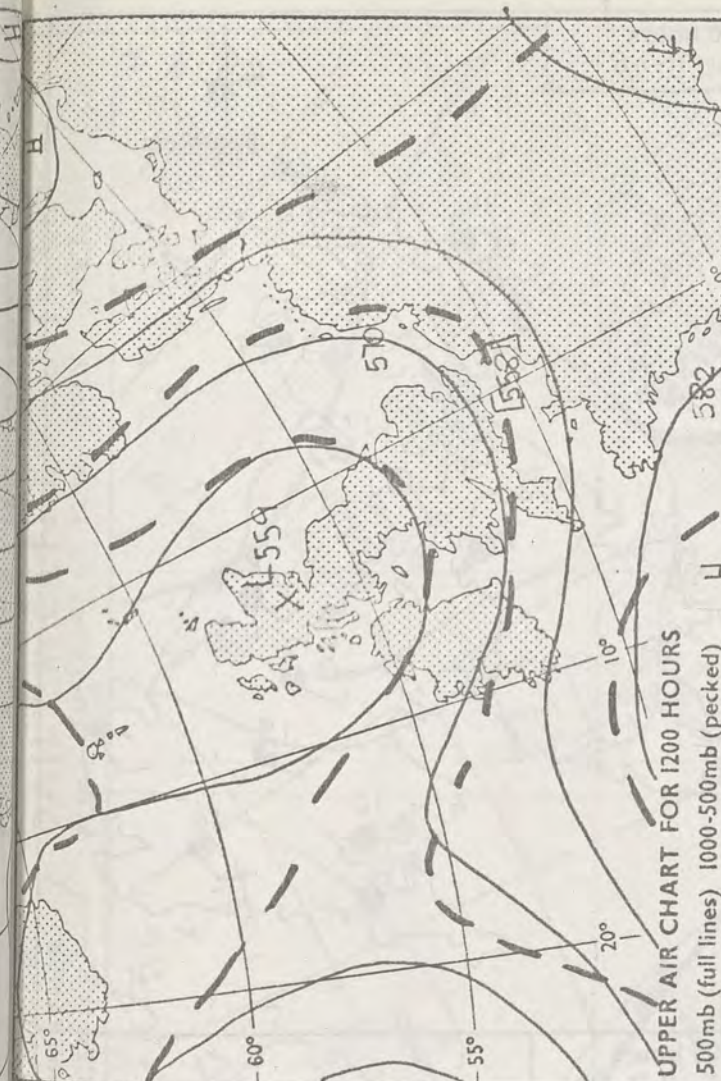 H
H
L
L 559
X
570
558
582
L
65°
60°
55°
20°
10°
0°
UPPER AIR CHART FOR 1200 HOURS
500mb (full lines) 1000-500mb (pecked)